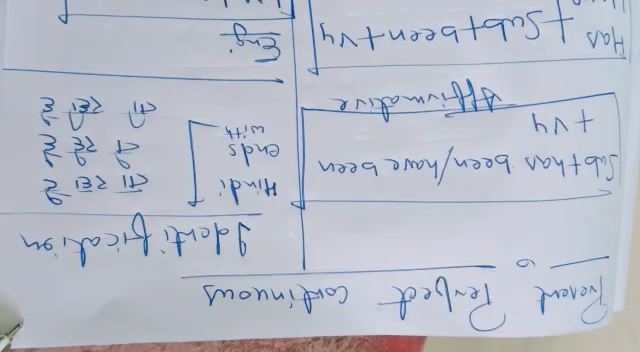 Present Perfect Continuous
Identification
Sub+has been/have been
+V4
Hindi
ends
with
ता रहा है
ते रहे हैं
ती रही है
Affirmative
Eng:
Has
+Sub+been+V4